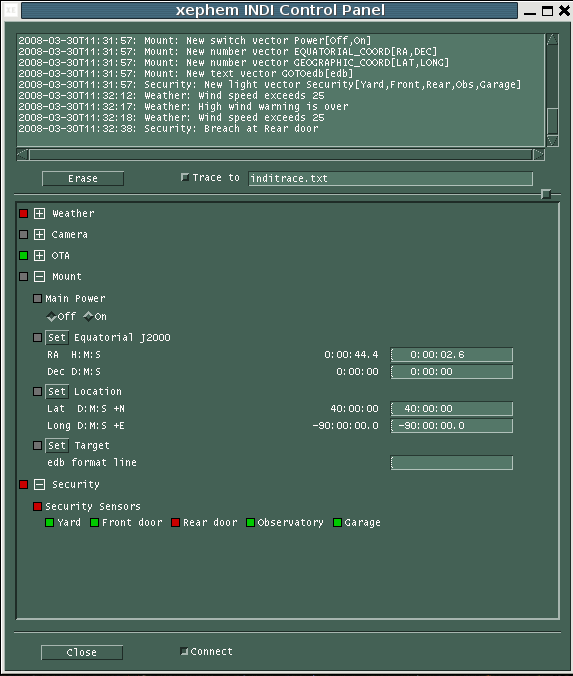 xephem INDI Control Panel
2008-03-30T11:31:57: Mount: New switch vector Power[Off,On]
2008-03-30T11:31:57: Mount: New number vector EQUATORIAL_COORD[RA,DEC]
2008-03-30T11:31:57: Mount: New number vector GEOGRAPHIC_COORD[LAT,LONG]
2008-03-30T11:31:57: Mount: New text vector GOTOedb[edb]
2008-03-30T11:31:57: Security: New light vector Security[Yard,Front,Rear,Obs,Garage]
2008-03-30T11:32:12: Weather: Wind speed exceeds 25
2008-03-30T11:32:17: Weather: High wind warning is over
2008-03-30T11:32:18: Weather: Wind speed exceeds 25
2008-03-30T11:32:38: Security: Breach at Rear door
Erase Trace to inditrace.txt
Weather
Camera
OTA
Mount
Main Power
Off On
Set Equatorial J2000
RA H:M:S 0:00:44.4 0:00:02.6
Dec D:M:S 0:00:00 0:00:00
Set Location
Lat D:M:S +N 40:00:00 40:00:00
Long D:M:S +E -90:00:00.0 -90:00:00.0
Set Target
edb format line
Security
Security Sensors
Yard Front door Rear door Observatory Garage
Close Connect